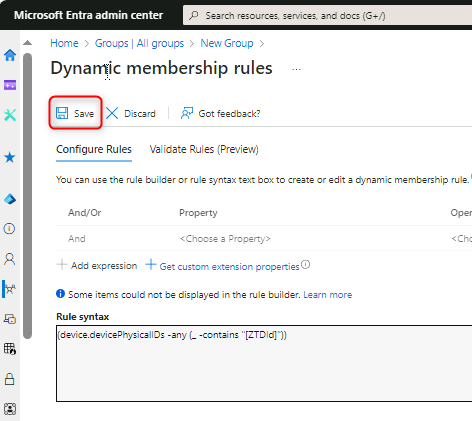 Microsoft Entra admin center
Search resources, services, and docs (G+/)
Home > Groups | All groups > New Group >
Dynamic membership rules ...
Save Discard Got feedback?
Configure Rules Validate Rules (Preview)
You can use the rule builder or rule syntax text box to create or edit a dynamic membership rule.
And/Or Property
And <Choose a Property>
+ Add expression + Get custom extension properties
Some items could not be displayed in the rule builder. Learn more
Rule syntax
(device.devicePhysicalIDs -any (_ -contains "[ZTDId]"))